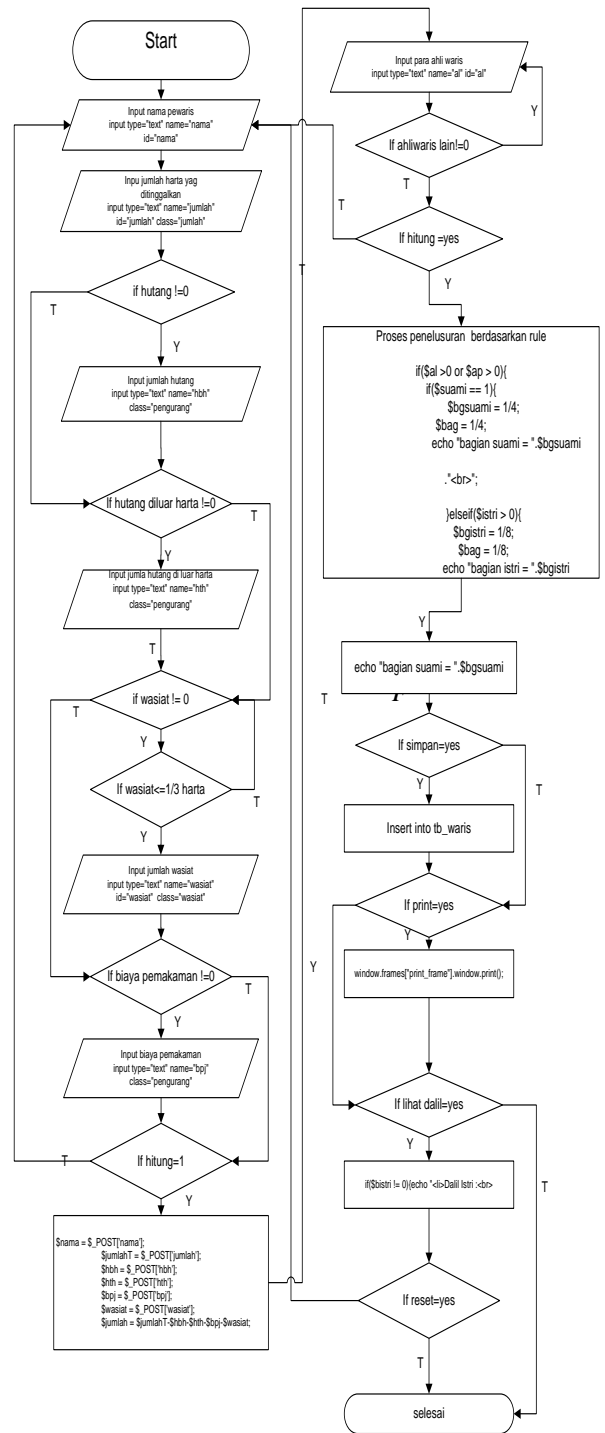 Start
Input nama pewaris
input type="text" name="nama"
id="nama"
Inpu jumlah harta yag
ditinggalkan
input type="text" name="jumlah"
id="jumlah" class="jumlah"
if hutang !=0
T
Y
Input jumlah hutang
input type="text" name="hbh"
class="pengurang"
If hutang diluar harta !=0
T
Y
Input jumla hutang di luar harta
input type="text" name="hth"
class="pengurang"
T
if wasiat != 0
T
Y
If wasiat<=1/3 harta
T
Y
Input jumlah wasiat
input type="text" name="wasiat"
id="wasiat" class="wasiat"
If biaya pemakaman !=0
T
Y
Input biaya pemakaman
input type="text" name="bpj"
class="pengurang"
If hitung=1
T
Y
$nama = $_POST['nama'];
$jumlahT = $_POST['jumlah'];
$hbh = $_POST['hbh'];
$hth = $_POST['hth'];
$bpj = $_POST['bpj'];
$wasiat = $_POST['wasiat'];
$jumlah = $jumlahT-$hbh-$hth-$bpj-$wasiat;
Input para ahli waris
input type="text" name="al" id="al"
Y
If ahliwaris lain!=0
T
T
If hitung =yes
T
Y
Proses penelusuran berdasarkan rule
if($al >0 or $ap > 0){
if($suami == 1){
$bgsuami = 1/4;
$bag = 1/4;
echo "bagian suami = ".$bgsuami
."<br>";
}elseif($istri > 0){
$bgistri = 1/8;
$bag = 1/8;
echo "bagian istri = ".$bgistri
Y
echo "bagian suami = ".$bgsuami
T
If simpan=yes
Y
T
Insert into tb_waris
If print=yes
Y
Y
window.frames["print_frame"].window.print();
If lihat dalil=yes
Y
T
if($bistri != 0){echo "<li>Dalil Istri :<br>
If reset=yes
T
selesai